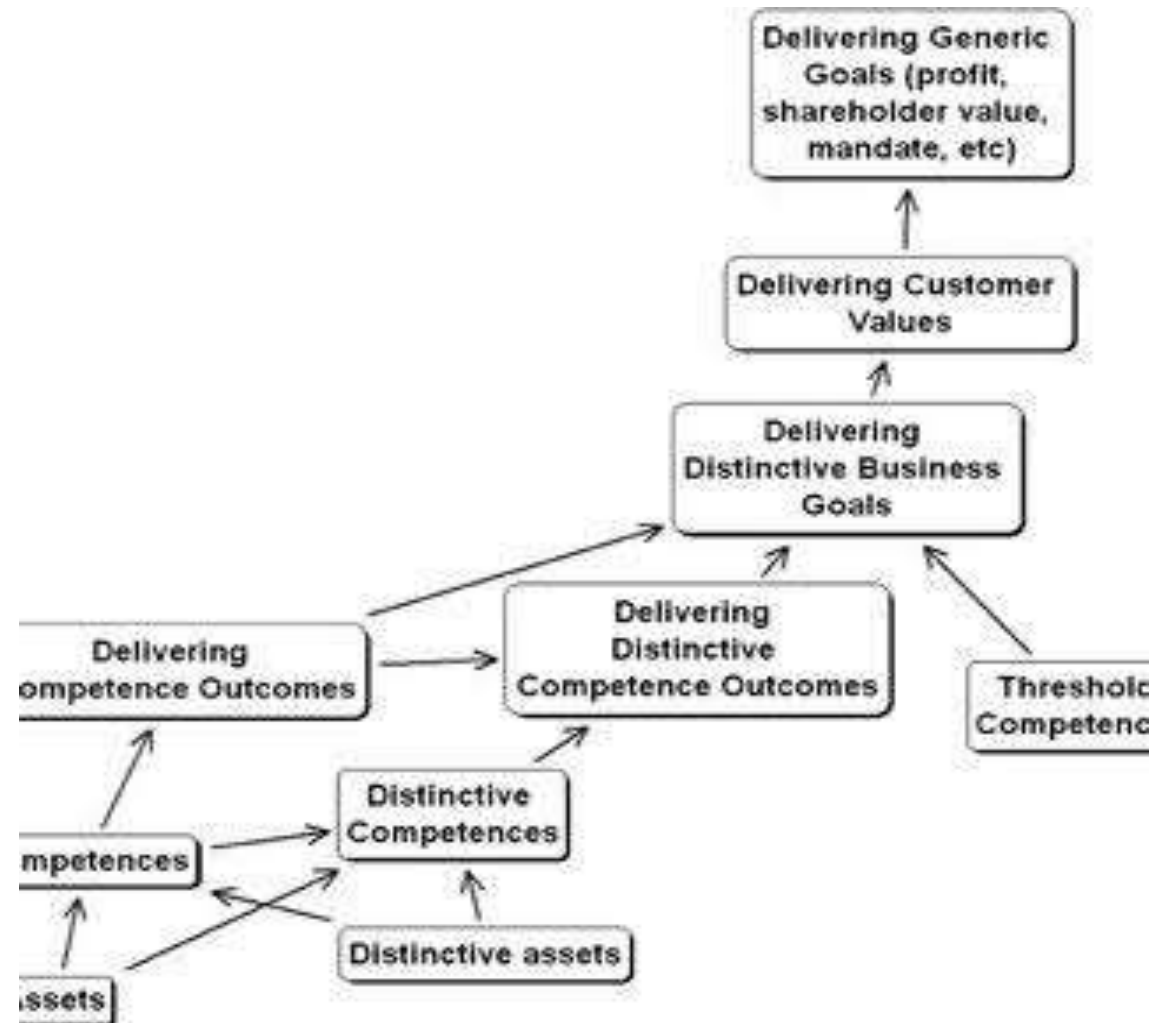 Delivering Generic
Goals (profit,
shareholder value,
mandate, etc)
Delivering Customer
Values
Delivering
Distinctive Business
Goals
Delivering
ompetence Outcomes
Delivering
Distinctive
Competence Outcomes
Threshold
Competenc
Distinctive
Competences
mpetences
Distinctive assets
ssets